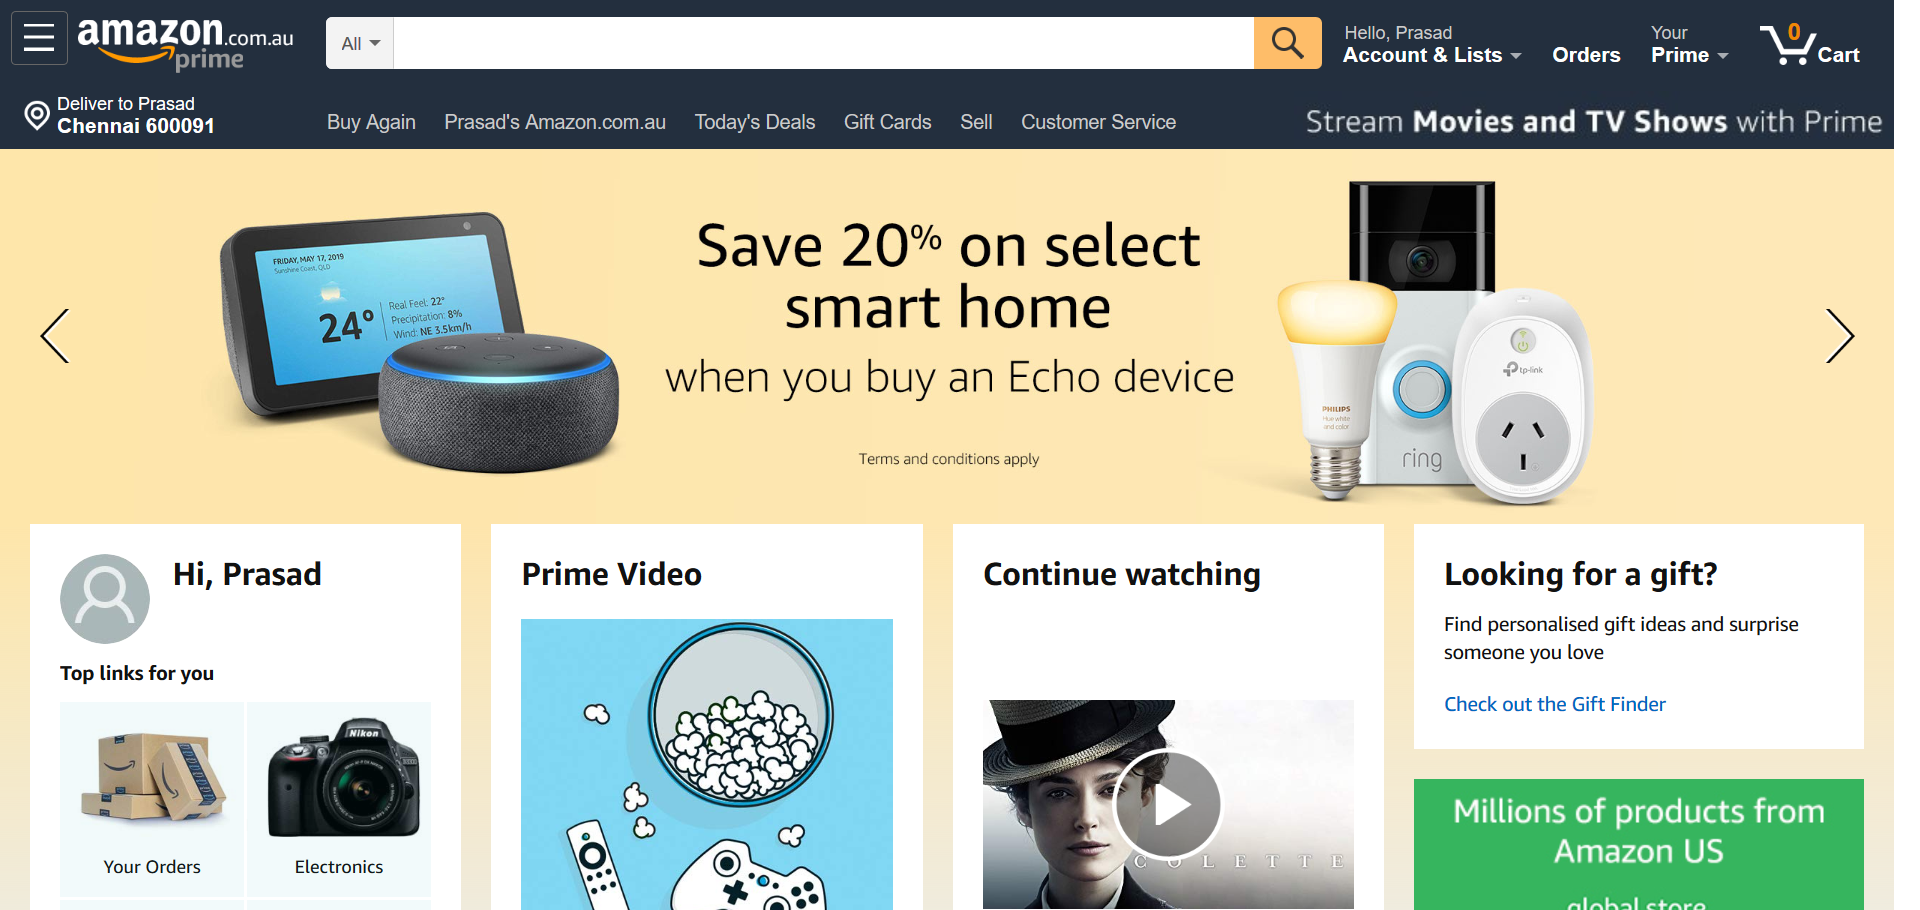 amazon.com.au
prime
All
Hello, Prasad
Account & Lists
Orders
Your
Prime
0
Cart
Deliver to Prasad
Chennai 600091
Buy Again
Prasad's Amazon.com.au
Today's Deals
Gift Cards
Sell
Customer Service
Stream Movies and TV Shows with Prime
FRIDAY, MAY 17, 2019
Sunshine Coast, QLD
24°
Real Feel: 22°
Precipitation: 8%
Wind: NE 3.5km/h
Save 20% on select
smart home
when you buy an Echo device
Terms and conditions apply
PHILIPS
Hue white
and color
ring
tp-link
Hi, Prasad
Top links for you
Nikon
Your Orders
Electronics
Prime Video
Continue watching
COLETTE
Looking for a gift?
Find personalised gift ideas and surprise
someone you love
Check out the Gift Finder
Millions of products from
Amazon US
global store